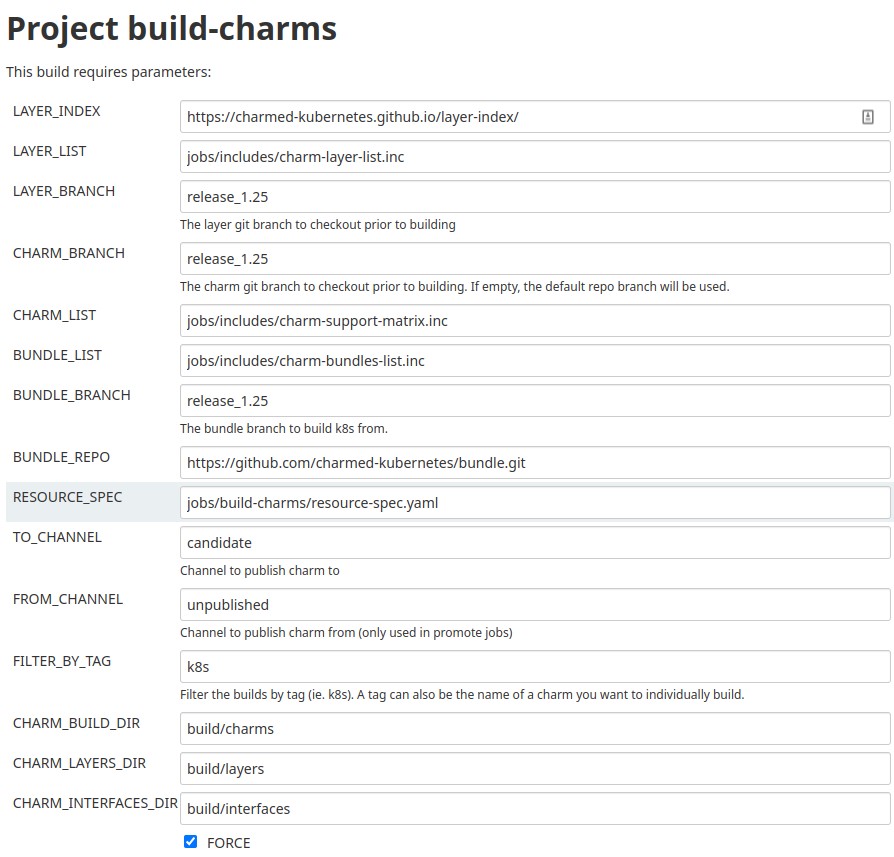 Project build-charms
This build requires parameters:
LAYER_INDEX
https://charmed-kubernetes.github.io/layer-index/
LAYER_LIST
jobs/includes/charm-layer-list.inc
LAYER_BRANCH
release_1.25
The layer git branch to checkout prior to building
CHARM_BRANCH
release_1.25
The charm git branch to checkout prior to building. If empty, the default repo branch will be used.
CHARM_LIST
jobs/includes/charm-support-matrix.inc
BUNDLE_LIST
jobs/includes/charm-bundles-list.inc
BUNDLE_BRANCH
release_1.25
The bundle branch to build k8s from.
BUNDLE_REPO
https://github.com/charmed-kubernetes/bundle.git
RESOURCE_SPEC
jobs/build-charms/resource-spec.yaml
TO_CHANNEL
candidate
Channel to publish charm to
FROM_CHANNEL
unpublished
Channel to publish charm from (only used in promote jobs)
FILTER_BY_TAG
k8s
Filter the builds by tag (ie. k8s). A tag can also be the name of a charm you want to individually build.
CHARM_BUILD_DIR
build/charms
CHARM_LAYERS_DIR
build/layers
CHARM_INTERFACES_DIR
build/interfaces
FORCE